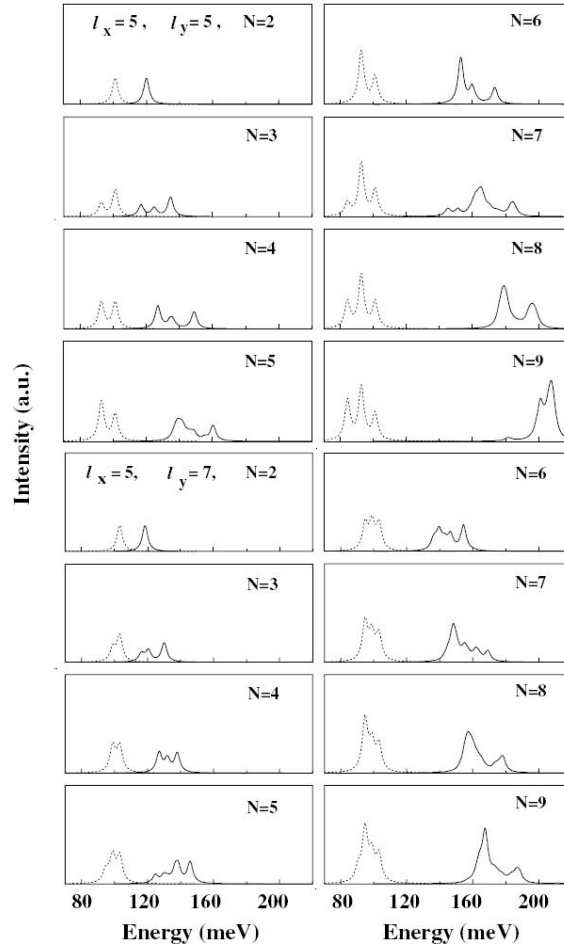 l x = 5 , l y = 5 , N=2
N=3
N=4
N=5
N=6
N=7
N=8
N=9
l x = 5, l y = 7, N=2
N=3
N=4
N=5
N=6
N=7
N=8
N=9
Intensity (a.u.)
80 120 160 200
80 120 160 200
Energy (meV)
Energy (meV)